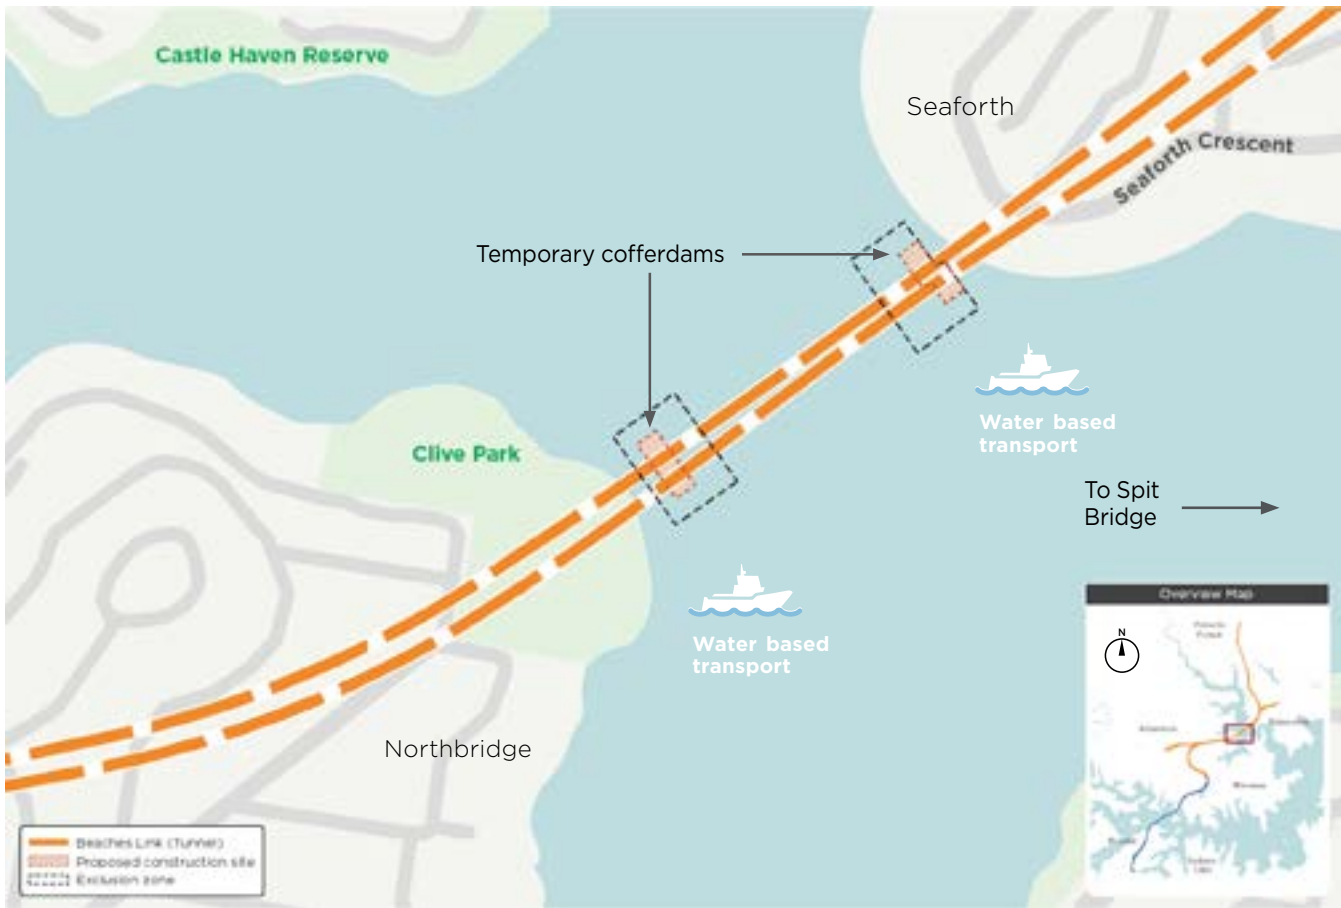 Castle Haven Reserve
Seaforth
Seaforth Crescent
Temporary cofferdams
Clive Park
Water based
transport
To Spit
Bridge
Water based
transport
Northbridge
Overview Map
N
Beaches Link (Tunnel)
Proposed construction site
Exclusion zone